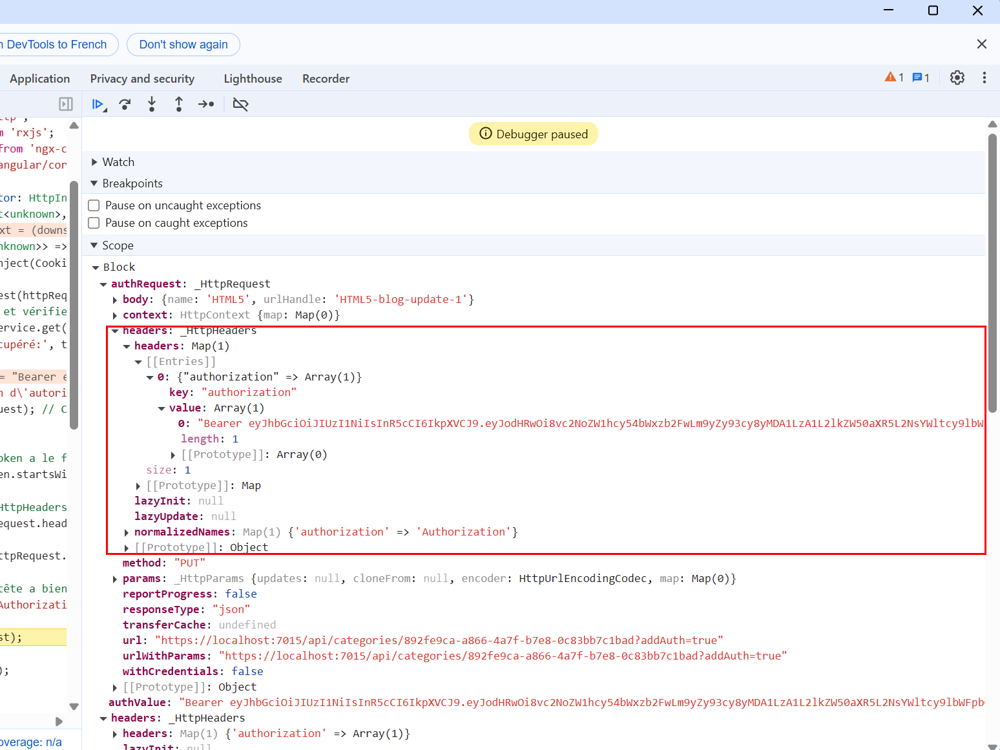 n DevTools to French
Don't show again
Application
Privacy and security
Lighthouse
Recorder
1
1
Debugger paused
m 'rxjs';
from 'ngx-c
angular/cor
tor: HttpIn
t<unknown>,
xt = (downs
nknown>> =>
nject(Cooki
est(httpReq
et vérifie
ervice.get(
cupéré:', t
= "Bearer e
n d\'autori
uest); // C
oken a le f
en.startsWi
HttpHeaders
equest.head
ttpRequest.
tête a bien
Authorizati
st);
);
overage: n/a
Watch
Breakpoints
Pause on uncaught exceptions
Pause on caught exceptions
Scope
Block
authRequest: _HttpRequest
body: {name: 'HTML5', urlHandle: 'HTML5-blog-update-1'}
context: HttpContext {map: Map(0)}
headers: _HttpHeaders
headers: Map(1)
[[Entries]]
0: {"authorization" => Array(1)}
key: "authorization"
value: Array(1)
0: "Bearer eyJhbGciOiJIUzI1NiIsInR5cCI6IkpXVCJ9.eyJodHRwOi8vc2NoZW1hcy54bWxzb2FwLm9yZy93cy8yMDA1LzA1L2lkZW50aXR5L2NsYWltcy9lbW
length: 1
[[Prototype]]: Array(0)
size: 1
[[Prototype]]: Map
lazyInit: null
lazyUpdate: null
normalizedNames: Map(1) {'authorization' => 'Authorization'}
[[Prototype]]: Object
method: "PUT"
params: _HttpParams {updates: null, cloneFrom: null, encoder: HttpUrlEncodingCodec, map: Map(0)}
reportProgress: false
responseType: "json"
transferCache: undefined
url: "https://localhost:7015/api/categories/892fe9ca-a866-4a7f-b7e8-0c83bb7c1bad?addAuth=true"
urlWithParams: "https://localhost:7015/api/categories/892fe9ca-a866-4a7f-b7e8-0c83bb7c1bad?addAuth=true"
withCredentials: false
[[Prototype]]: Object
authValue: "Bearer eyJhbGciOiJIUzI1NiIsInR5cCI6IkpXVCJ9.eyJodHRwOi8vc2NoZW1hcy54bWxzb2FwLm9yZy93cy8yMDA1LzA1L2lkZW50aXR5L2NsYWltcy9lbWFpb
headers: _HttpHeaders
headers: Map(1) {'authorization' => Array(1)}
lazyInit: null